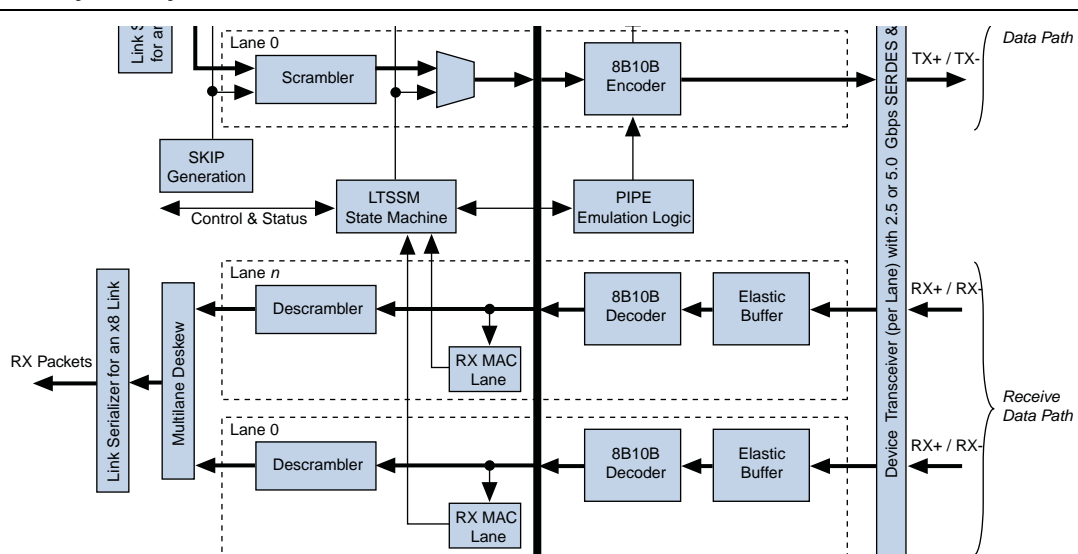 Link S
for an
Lane 0
Scrambler
8B10B
Encoder
TX+ / TX-
Data Path
SKIP
Generation
Control & Status
LTSSM
State Machine
PIPE
Emulation Logic
Device Transceiver (per Lane) with 2.5 or 5.0 Gbps SERDES &
Lane n
Descrambler
8B10B
Decoder
Elastic
Buffer
RX+ / RX-
RX MAC
Lane
RX Packets
Link Serializer for an x8 Link
Multilane Deskew
Receive
Data Path
Lane 0
Descrambler
8B10B
Decoder
Elastic
Buffer
RX+ / RX-
RX MAC
Lane